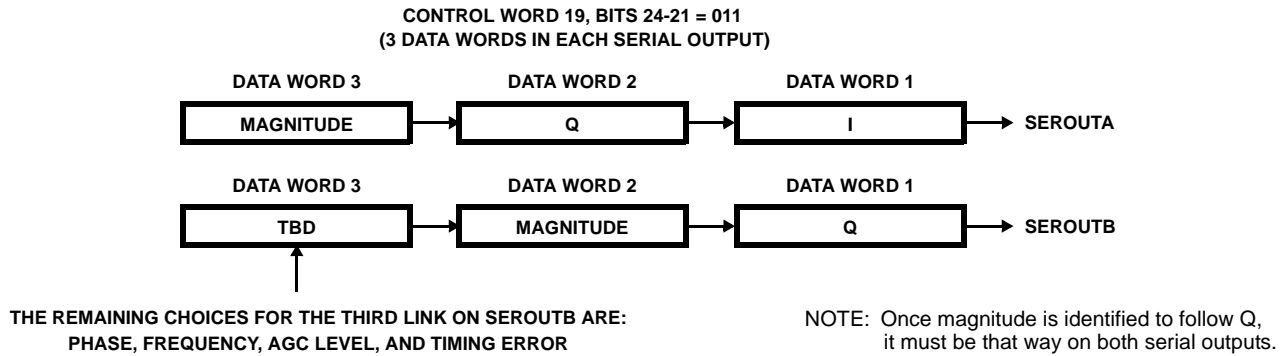 CONTROL WORD 19, BITS 24-21 = 011
(3 DATA WORDS IN EACH SERIAL OUTPUT)
DATA WORD 3 DATA WORD 2 DATA WORD 1
MAGNITUDE Q I SEROUTA
DATA WORD 3 DATA WORD 2 DATA WORD 1
TBD MAGNITUDE Q SEROUTB
THE REMAINING CHOICES FOR THE THIRD LINK ON SEROUTB ARE:
PHASE, FREQUENCY, AGC LEVEL, AND TIMING ERROR
NOTE: Once magnitude is identified to follow Q,
it must be that way on both serial outputs.